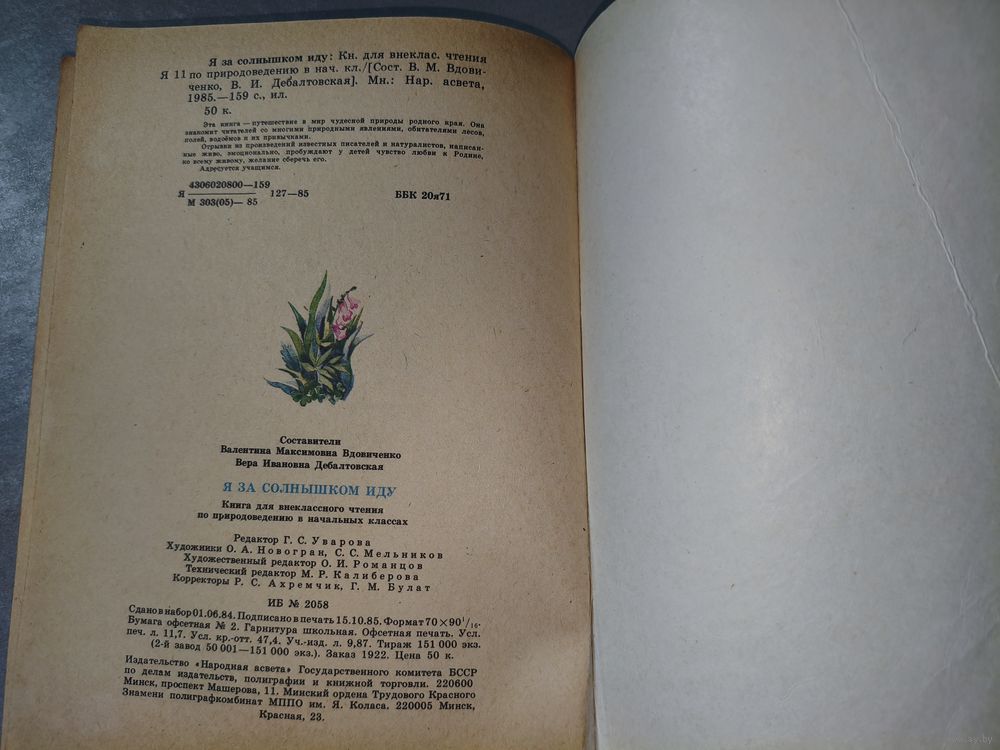 Я за солнышком иду: Кн. для внеклас. чтения
Я 11 по природоведению в нач. кл./[Сост. В. М. Вдови-
ченко, В. И. Дебалтовская]. Мн.: Нар. асвета,
1985.—159 с., ил.
50 к.
Эта книга — путешествие в мир чудесной природы родного края. Она
знакомит читателей со многими природными явлениями, обитателями лесов,
полей, водоёмов и их привычками.
Отрывки из произведений известных писателей и натуралистов, написан-
ные живо, эмоционально, пробуждают у детей чувство любви к Родине,
ко всему живому, желание сберечь его.
Адресуется учащимся.
4306020800—159
Я 127—85
М 303(05)— 85
ББК 20я71
Составители
Валентина Максимовна Вдовиченко
Вера Ивановна Дебалтовская
Я ЗА СОЛНЫШКОМ ИДУ
Книга для внеклассного чтения
по природоведению в начальных классах
Редактор Г. С. Уварова
Художники О. А. Новогран, С. С. Мельников
Художественный редактор О. И. Романцов
Технический редактор М. Р. Калиберова
Корректоры Р. С. Ахремчик, Г. М. Булат
ИБ № 2058
Сдано в набор 01.06.84. Подписано в печать 15.10.85. Формат 70×90¹/₁₆.
Бумага офсетная № 2. Гарнитура школьная. Офсетная печать. Усл.
печ. л. 11,7. Усл. кр.-отт. 47,4. Уч.-изд. л. 9,87. Тираж 151 000 экз.
(2-й завод 50 001—151 000 экз.). Заказ 1922. Цена 50 к.
Издательство «Народная асвета» Государственного комитета БССР
по делам издательств, полиграфии и книжной торговли. 220600
Минск, проспект Машерова, 11. Минский ордена Трудового Красного
Знамени полиграфкомбинат МППО им. Я. Коласа. 220005 Минск,
Красная, 23.